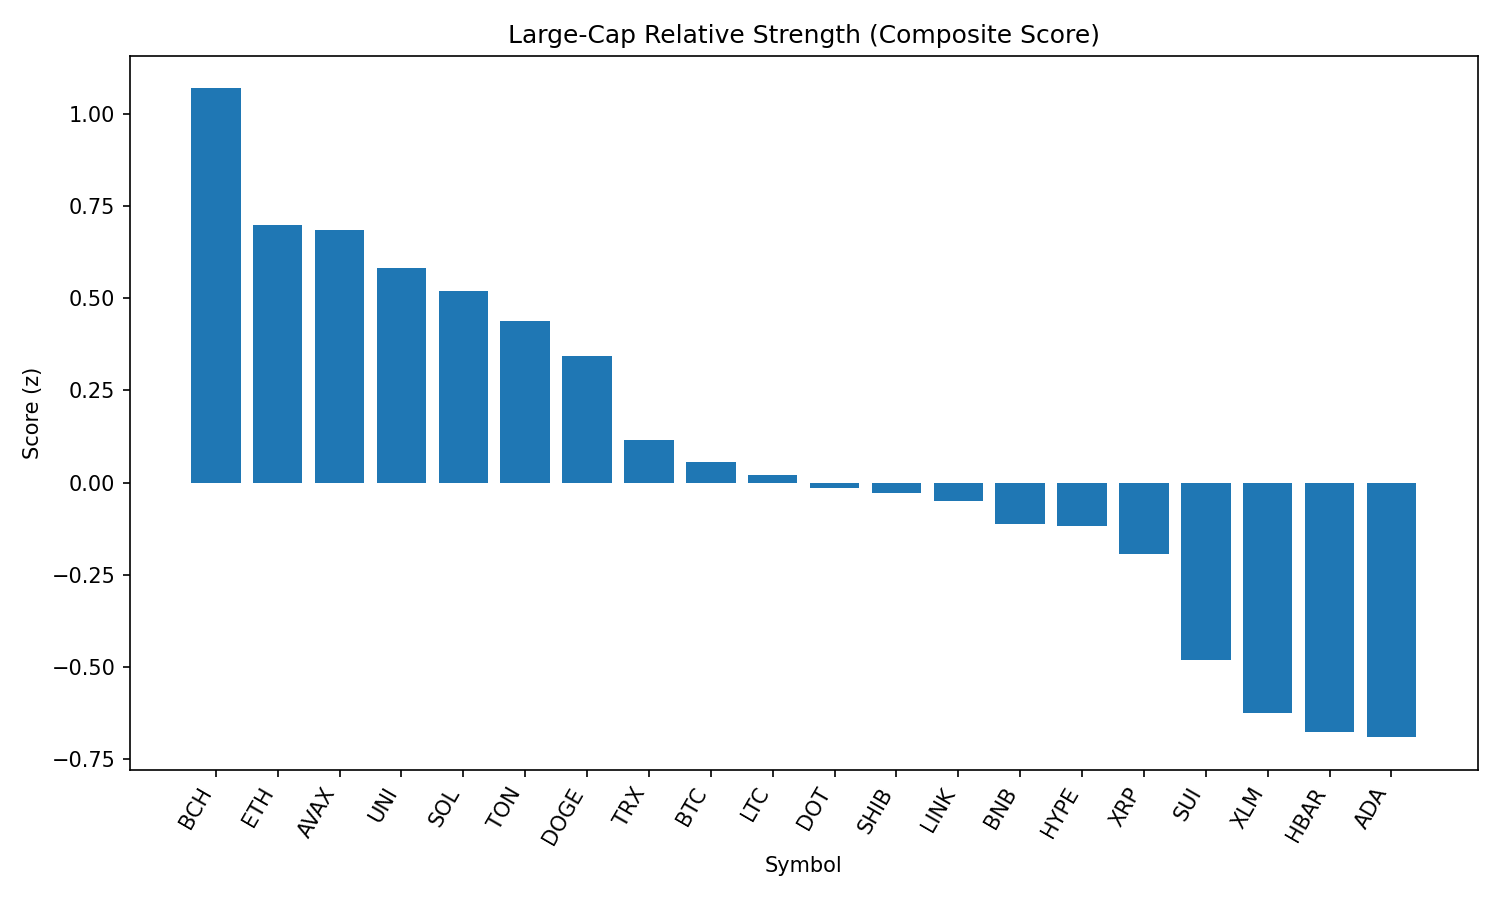 Large-Cap Relative Strength (Composite Score)
1.00
0.75
0.50
0.25
0.00
−0.25
−0.50
−0.75
Score (z)
BCH
ETH
AVAX
UNI
SOL
TON
DOGE
TRX
BTC
LTC
DOT
SHIB
LINK
BNB
HYPE
XRP
SUI
XLM
HBAR
ADA
Symbol